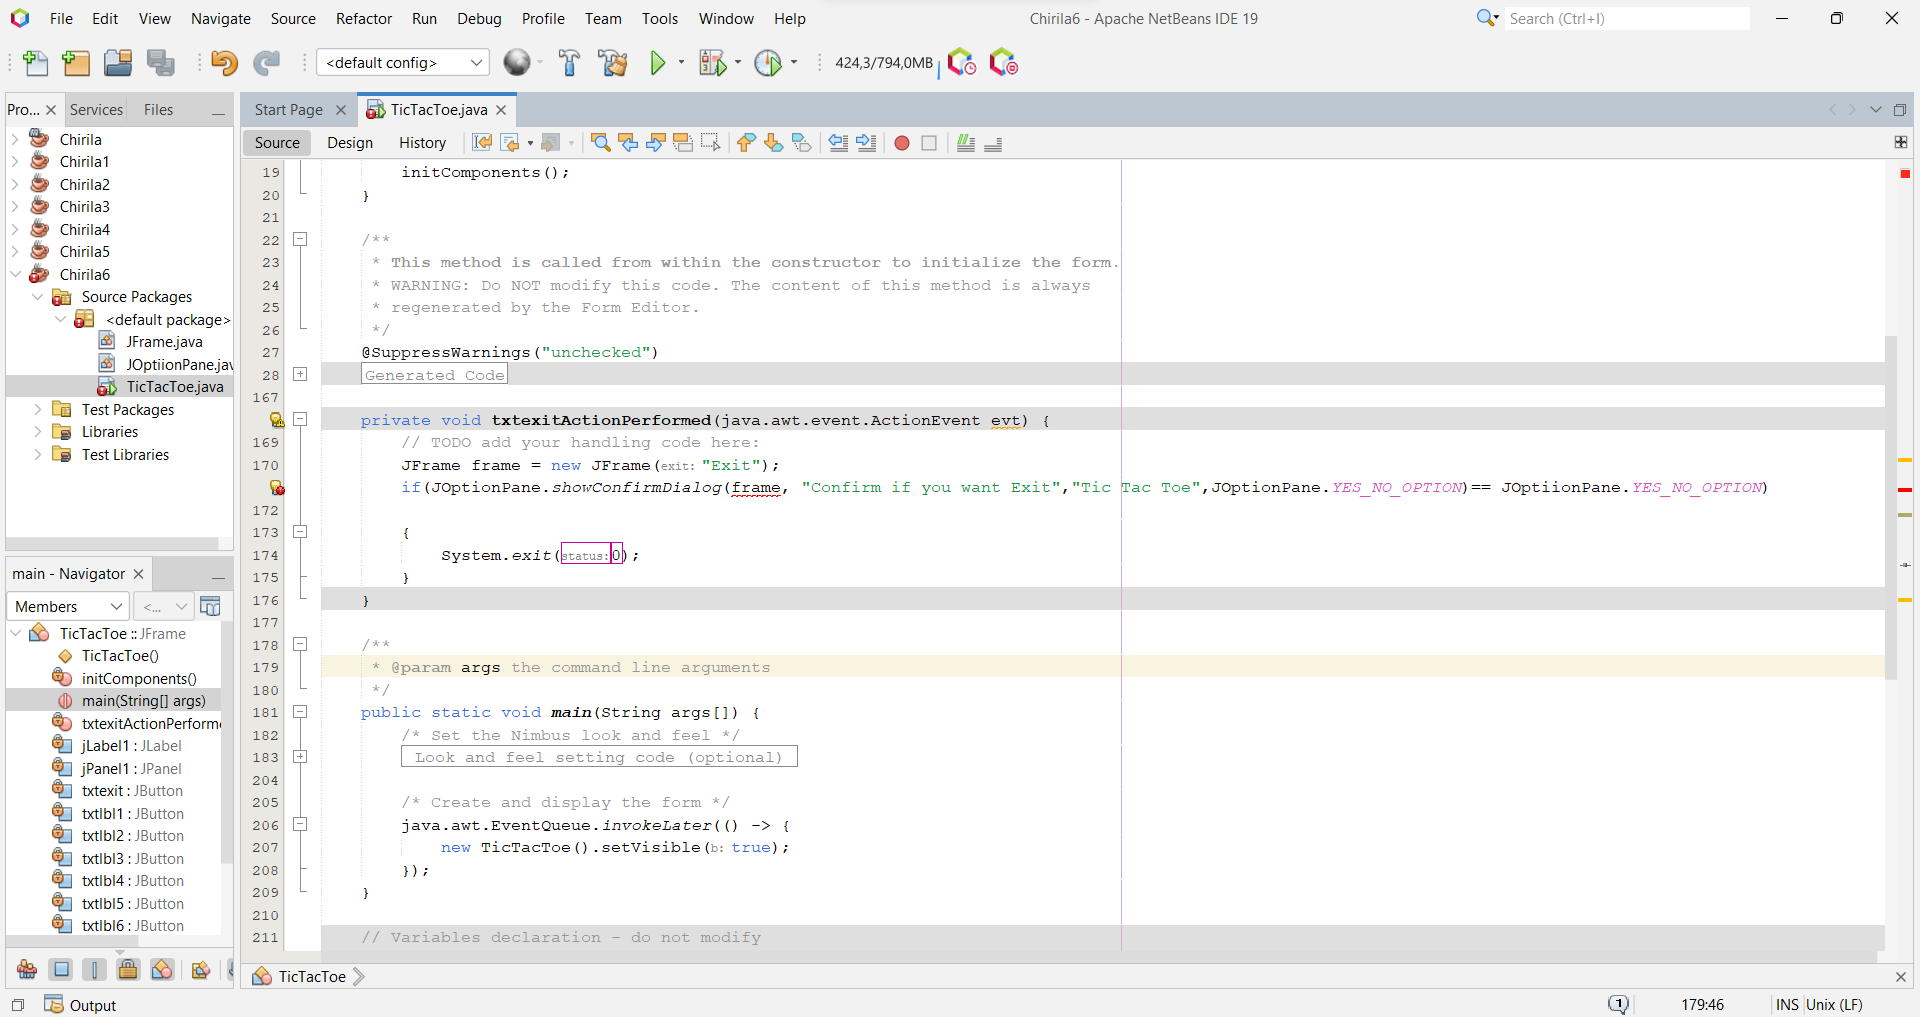 File Edit View Navigate Source Refactor Run Debug Profile Team Tools Window Help
Chirila6 - Apache NetBeans IDE 19
Search (Ctrl+I)
<default config>
424,3/794,0MB
Pro... Services Files
Start Page TicTacToe.java
Source Design History
Chirila
Chirila1
Chirila2
Chirila3
Chirila4
Chirila5
Chirila6
Source Packages
<default package>
JFrame.java
JOptiionPane.jav
TicTacToe.java
Test Packages
Libraries
Test Libraries
main - Navigator
Members <...
TicTacToe :: JFrame
TicTacToe()
initComponents()
main(String[] args)
txtexitActionPerform
jLabel1 : JLabel
jPanel1 : JPanel
txtexit : JButton
txtlbl1 : JButton
txtlbl2 : JButton
txtlbl3 : JButton
txtlbl4 : JButton
txtlbl5 : JButton
txtlbl6 : JButton
19 initComponents();
20 }
21
22 /**
23 * This method is called from within the constructor to initialize the form.
24 * WARNING: Do NOT modify this code. The content of this method is always
25 * regenerated by the Form Editor.
26 */
27 @SuppressWarnings("unchecked")
28 Generated Code
167
private void txtexitActionPerformed(java.awt.event.ActionEvent evt) {
169 // TODO add your handling code here:
170 JFrame frame = new JFrame(exit: "Exit");
if(JOptionPane.showConfirmDialog(frame, "Confirm if you want Exit","Tic Tac Toe",JOptionPane.YES_NO_OPTION)== JOptiionPane.YES_NO_OPTION)
172
173 {
174 System.exit(status: 0);
175 }
176 }
177
178 /**
179 * @param args the command line arguments
180 */
181 public static void main(String args[]) {
182 /* Set the Nimbus look and feel */
183 Look and feel setting code (optional)
204
205 /* Create and display the form */
206 java.awt.EventQueue.invokeLater(() -> {
207 new TicTacToe().setVisible(b: true);
208 });
209 }
210
211 // Variables declaration - do not modify
TicTacToe
Output
1
179:46 INS Unix (LF)